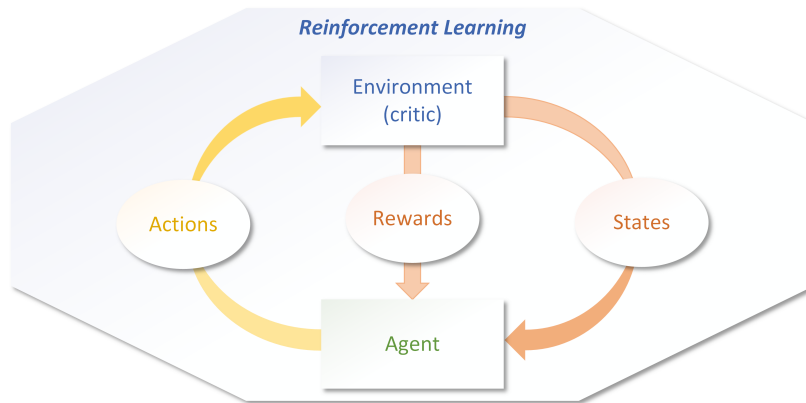 Reinforcement Learning
Environment
(critic)
Actions
Rewards
States
Agent